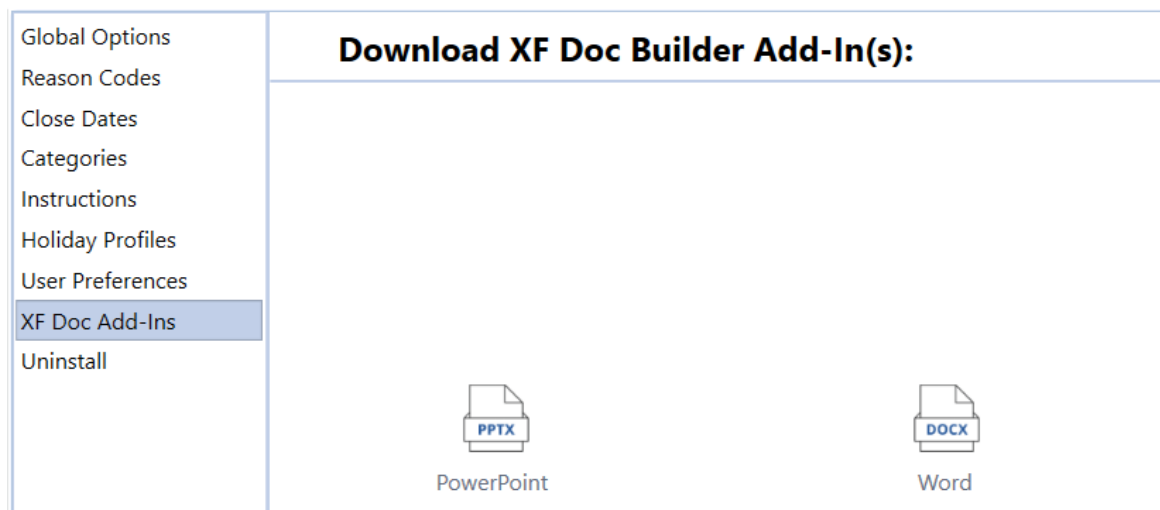 Global Options
Reason Codes
Close Dates
Categories
Instructions
Holiday Profiles
User Preferences
XF Doc Add-Ins
Uninstall
Download XF Doc Builder Add-In(s):
PPTX
PowerPoint
DOCX
Word